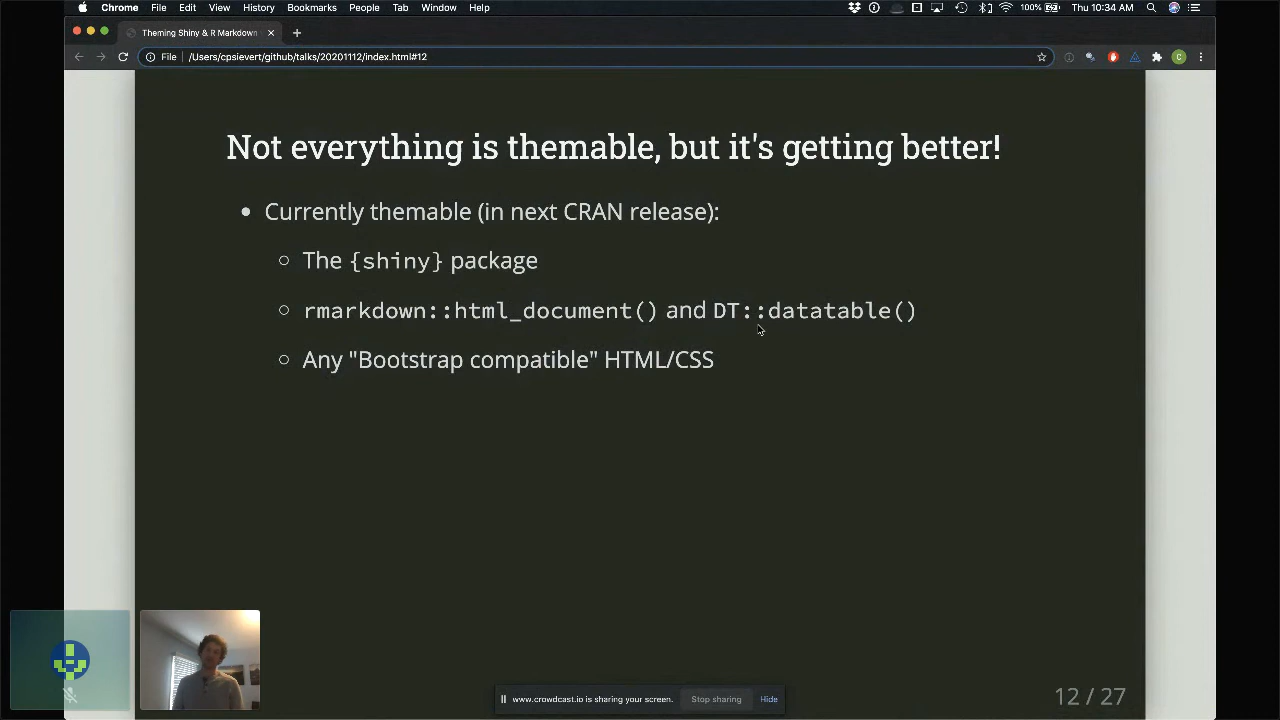 Chrome File Edit View History Bookmarks People Tab Window Help 100% Thu 10:34 AM
Theming Shiny & R Markdown
File /Users/cpsievert/github/talks/20201112/index.html#12 C
Not everything is themable, but it's getting better!
Currently themable (in next CRAN release):
The {shiny} package
rmarkdown::html_document() and DT::datatable()
Any "Bootstrap compatible" HTML/CSS
www.crowdcast.io is sharing your screen. Stop sharing Hide
12 / 27